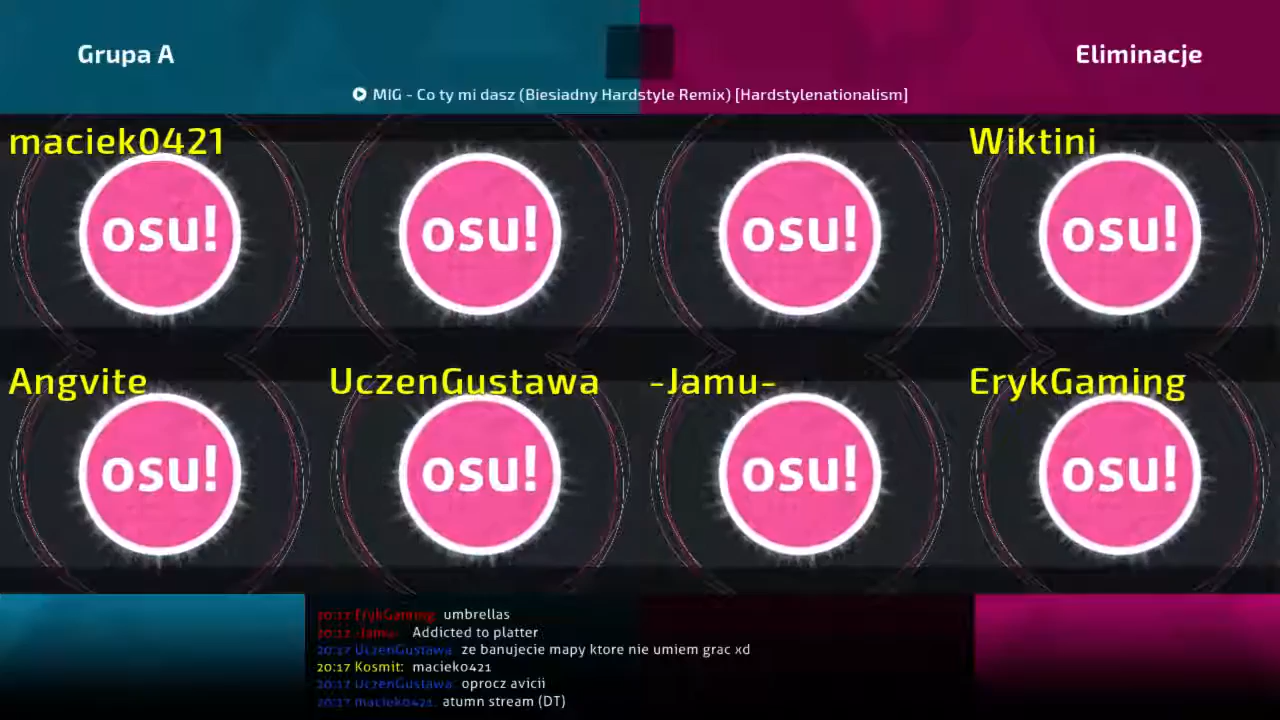 Grupa A
Eliminacje
MIG - Co ty mi dasz (Biesiadny Hardstyle Remix) [Hardstylenationalism]
maciek0421
Wiktini
osu! osu! osu! osu!
Angvite UczenGustawa -Jamu- ErykGaming
osu! osu! osu! osu!
20:17 ErykGaming: umbrellas
20:17 -Jamu-: Addicted to platter
20:17 UczenGustawa: ze banujecie mapy ktore nie umiem grac xd
20:17 Kosmit: maciek0421
20:17 UczenGustawa: oprocz avicii
20:17 maciek0421: atumn stream (DT)